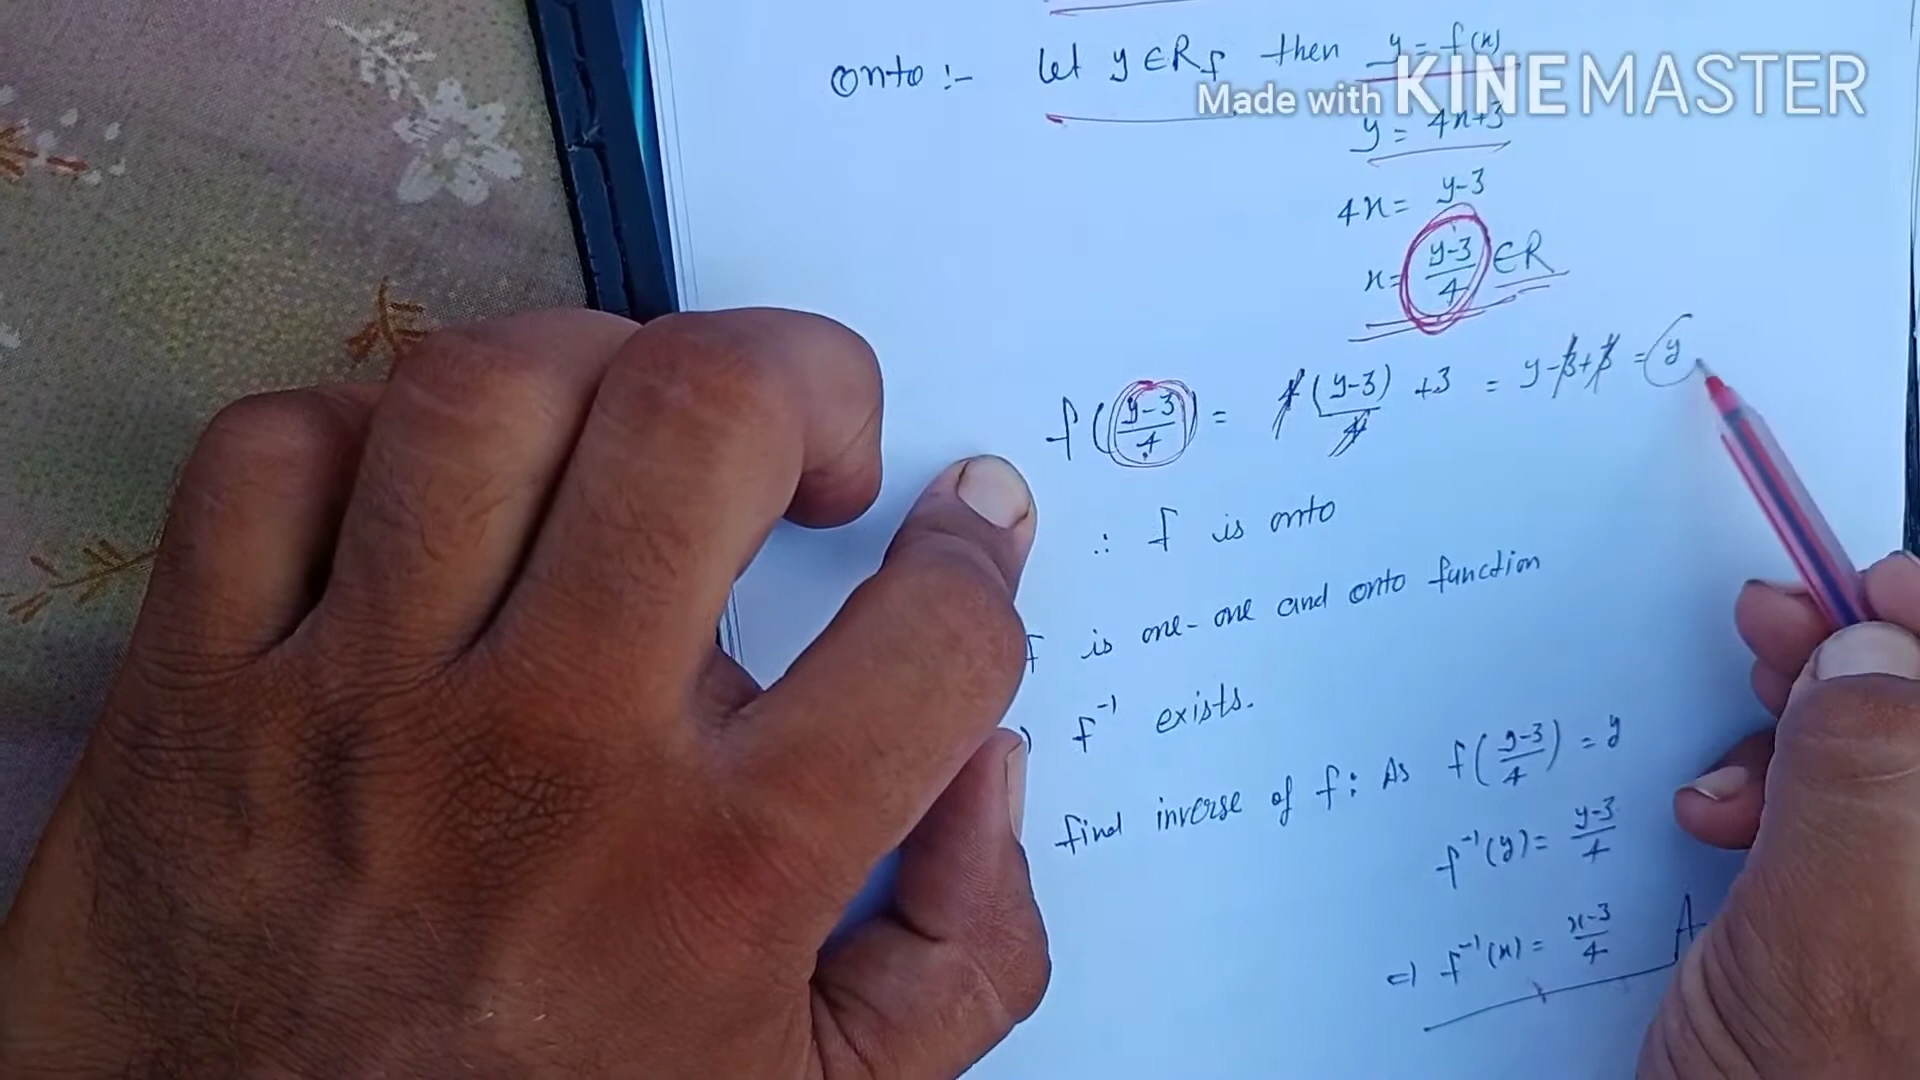 onto :- Let y ∈ R_f then y = f(x)
Made with KINEMASTER
y = 4x+3
4x = y-3
x = (y-3)/4 ∈ R
f((y-3)/4) = 4(y-3)/4 + 3 = y-3+3 = y
∴ f is onto
f is one-one and onto function
f⁻¹ exists.
find inverse of f : As f((y-3)/4) = y
f⁻¹(y) = (y-3)/4
=) f⁻¹(x) = (x-3)/4 A